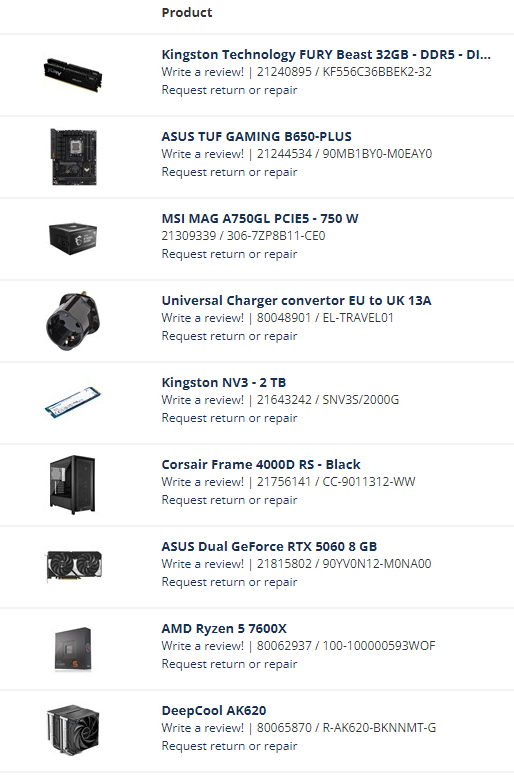 Product
Kingston Technology FURY Beast 32GB - DDR5 - DI...
Write a review! | 21240895 / KF556C36BBEK2-32
Request return or repair
ASUS TUF GAMING B650-PLUS
Write a review! | 21244534 / 90MB1BY0-M0EAY0
Request return or repair
MSI MAG A750GL PCIE5 - 750 W
21309339 / 306-7ZP8B11-CE0
Request return or repair
Universal Charger convertor EU to UK 13A
Write a review! | 80048901 / EL-TRAVEL01
Request return or repair
Kingston NV3 - 2 TB
Write a review! | 21643242 / SNV3S/2000G
Request return or repair
Corsair Frame 4000D RS - Black
Write a review! | 21756141 / CC-9011312-WW
Request return or repair
ASUS Dual GeForce RTX 5060 8 GB
Write a review! | 21815802 / 90YV0N12-M0NA00
Request return or repair
AMD Ryzen 5 7600X
Write a review! | 80062937 / 100-100000593WOF
Request return or repair
DeepCool AK620
Write a review! | 80065870 / R-AK620-BKNNMT-G
Request return or repair